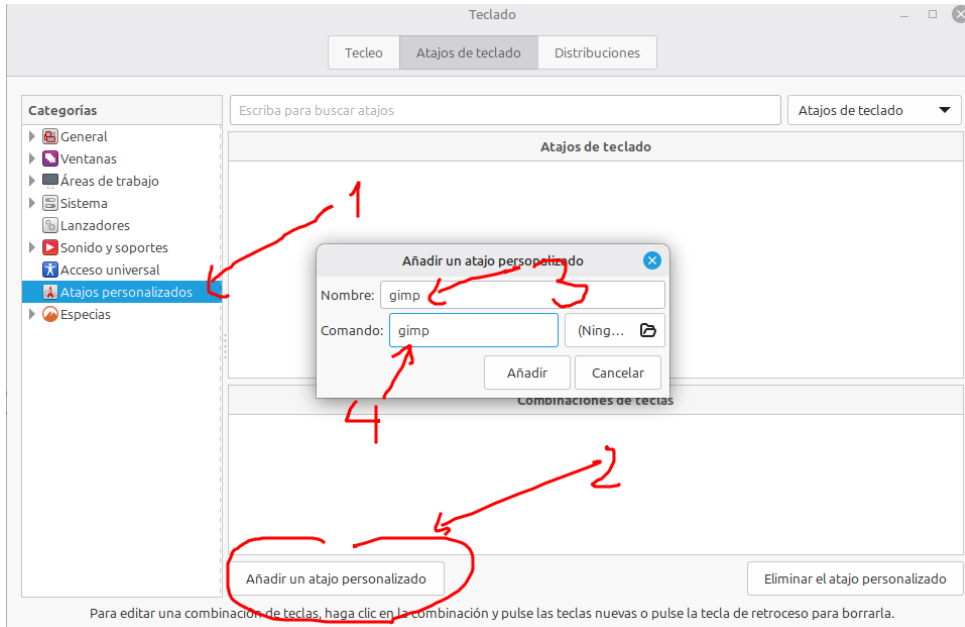 Teclado
Tecleo Atajos de teclado Distribuciones
Categorías
General
Ventanas
Áreas de trabajo
Sistema
Lanzadores
Sonido y soportes
Acceso universal
Atajos personalizados
Especias
Escriba para buscar atajos
Atajos de teclado
Atajos de teclado
1
Añadir un atajo personalizado
Nombre: gimp
3
Comando: gimp (Ning...
Añadir Cancelar
4
Combinaciones de teclas
2
Añadir un atajo personalizado
Eliminar el atajo personalizado
Para editar una combinación de teclas, haga clic en la combinación y pulse las teclas nuevas o pulse la tecla de retroceso para borrarla.